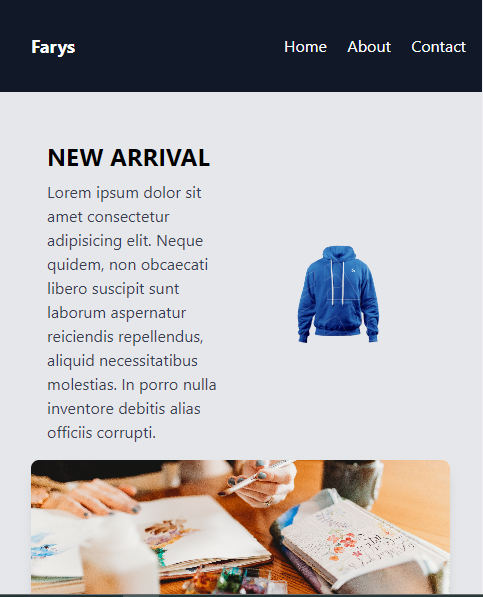 Farys
Home About Contact
NEW ARRIVAL
Lorem ipsum dolor sit
amet consectetur
adipisicing elit. Neque
quidem, non obcaecati
libero suscipit sunt
laborum aspernatur
reiciendis repellendus,
aliquid necessitatibus
molestias. In porro nulla
inventore debitis alias
officiis corrupti.